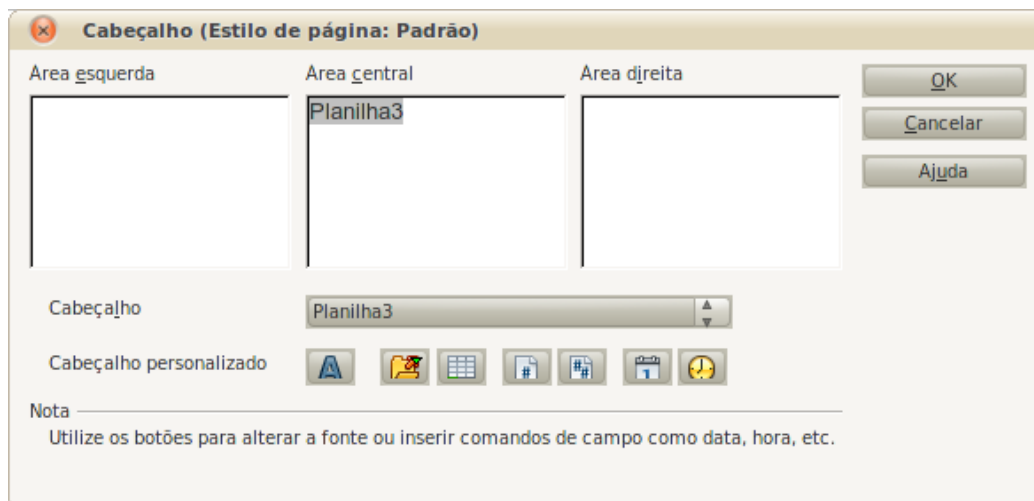 Cabeçalho (Estilo de página: Padrão)
Área esquerda
Área central
Área direita
OK
Planilha3
Cancelar
Ajuda
Cabeçalho
Planilha3
Cabeçalho personalizado
A
#
##
1
Nota
Utilize os botões para alterar a fonte ou inserir comandos de campo como data, hora, etc.